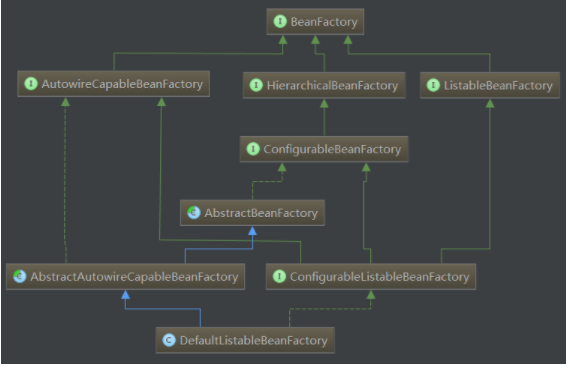 I BeanFactory
I AutowireCapableBeanFactory
I HierarchicalBeanFactory
I ListableBeanFactory
I ConfigurableBeanFactory
C AbstractBeanFactory
C AbstractAutowireCapableBeanFactory
I ConfigurableListableBeanFactory
C DefaultListableBeanFactory